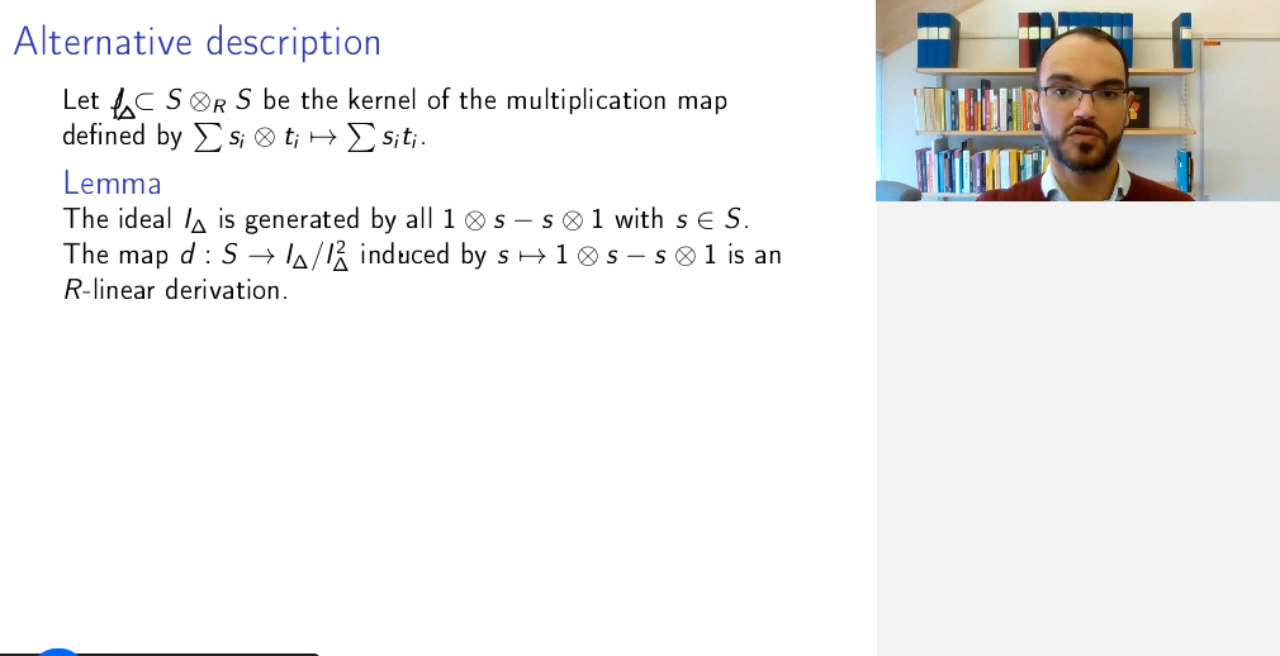 Alternative description
Let I_Δ ⊂ S ⊗_R S be the kernel of the multiplication map
defined by ∑ s_i ⊗ t_i ↦ ∑ s_i t_i.
Lemma
The ideal I_Δ is generated by all 1 ⊗ s − s ⊗ 1 with s ∈ S.
The map d : S → I_Δ/I_Δ^2 induced by s ↦ 1 ⊗ s − s ⊗ 1 is an
R-linear derivation.